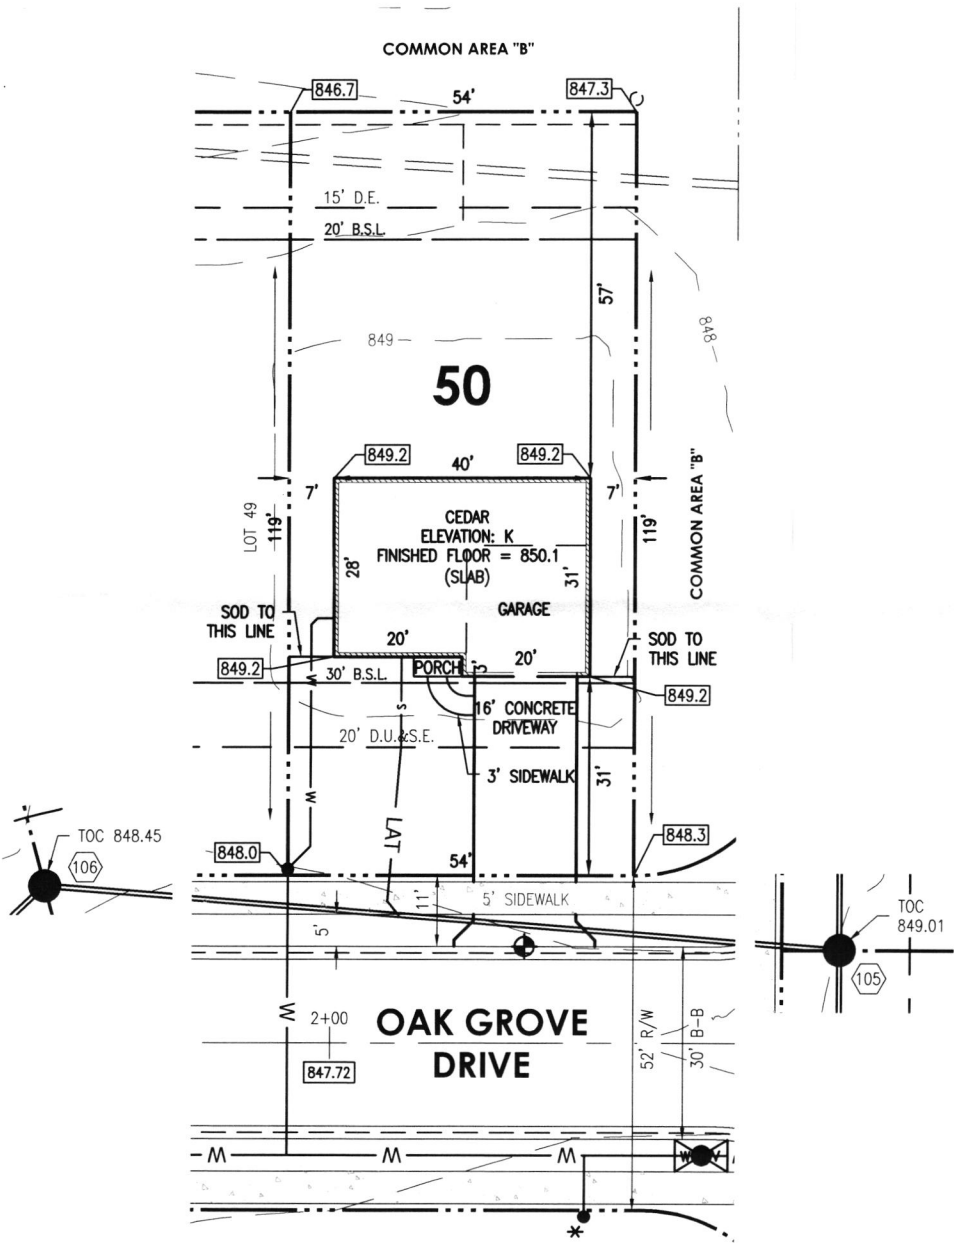 COMMON AREA "B"
846.7
54'
847.3
15' D.E.
20' B.S.L.
57'
848
849
50
849.2
40'
849.2
7'
7'
LOT 49
119'
119'
COMMON AREA "B"
CEDAR
ELEVATION: K
FINISHED FLOOR = 850.1
(SLAB)
28'
31'
GARAGE
SOD TO
THIS LINE
20'
849.2
30' B.S.L.
PORCH
3'
20'
SOD TO
THIS LINE
849.2
W
S
16' CONCRETE
DRIVEWAY
20' D.U.&S.E.
3' SIDEWALK
31'
W
LAT
TOC 848.45
106
848.0
54'
848.3
11'
5' SIDEWALK
5'
TOC
849.01
105
W
2+00
847.72
OAK GROVE
DRIVE
52' R/W
30' B-B
W
W
W
W V